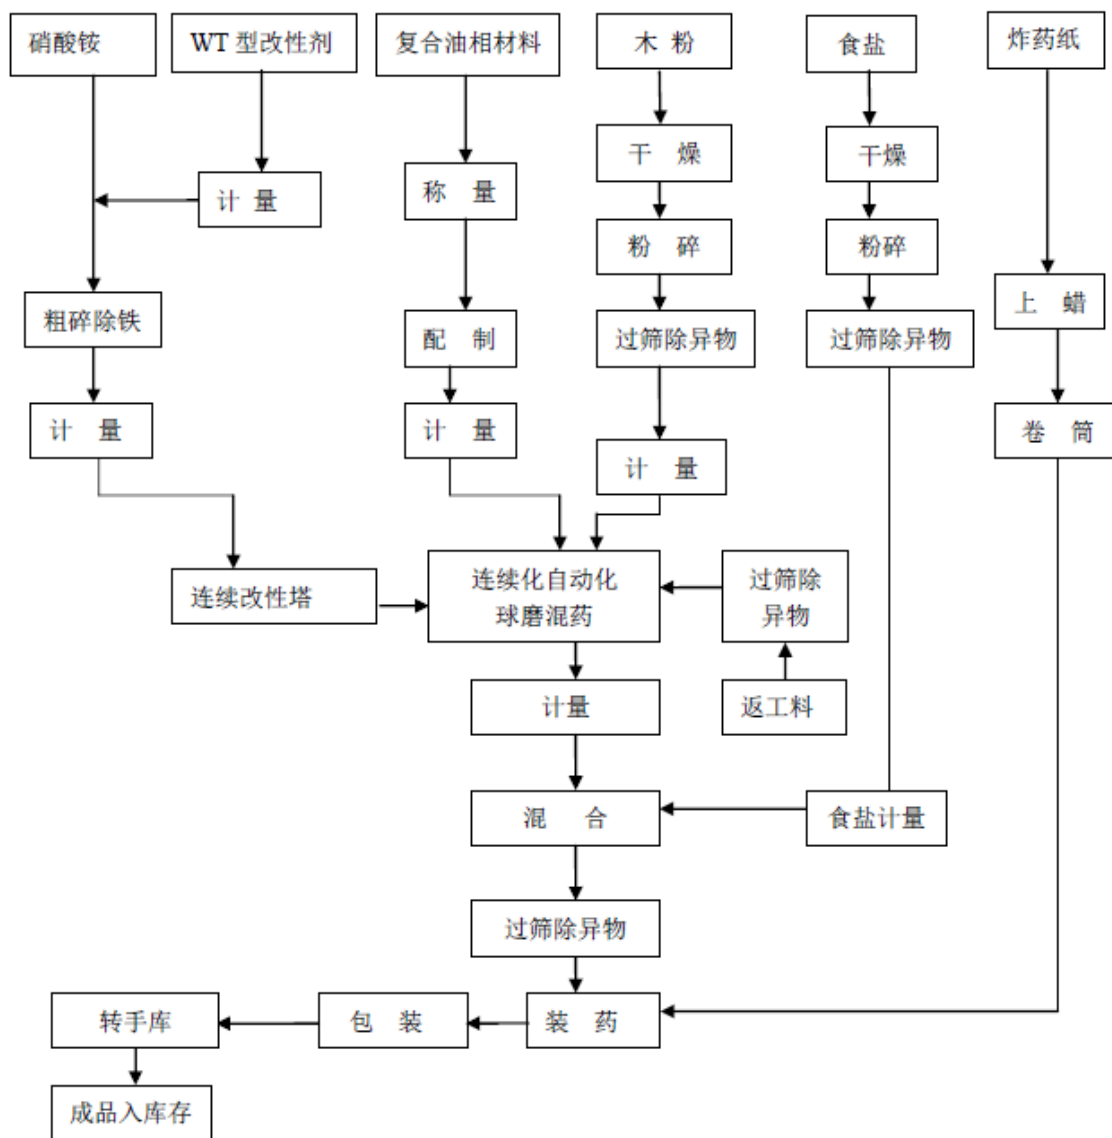 硝酸铵
WT 型改性剂
复合油相材料
木 粉
食盐
炸药纸
干 燥
干燥
计 量
称 量
粉 碎
粉碎
粗碎除铁
配 制
过筛除异物
过筛除异物
上 蜡
计 量
计 量
计 量
卷 筒
连续改性塔
连续化自动化
球磨混药
过筛除
异物
计量
返工料
混 合
食盐计量
过筛除异物
转手库
包 装
装 药
成品入库存